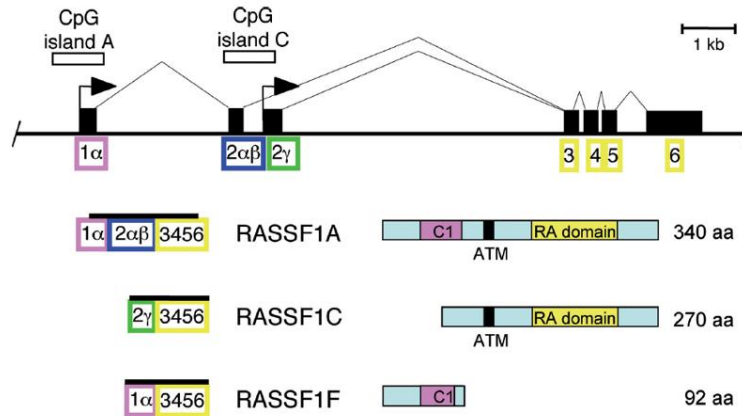 CpG island A
CpG island C
1 kb
1α 2αβ 2γ 3 4 5 6
1α 2αβ 3456 RASSF1A C1 RA domain 340 aa
ATM
2γ 3456 RASSF1C RA domain 270 aa
ATM
1α 3456 RASSF1F C1 92 aa